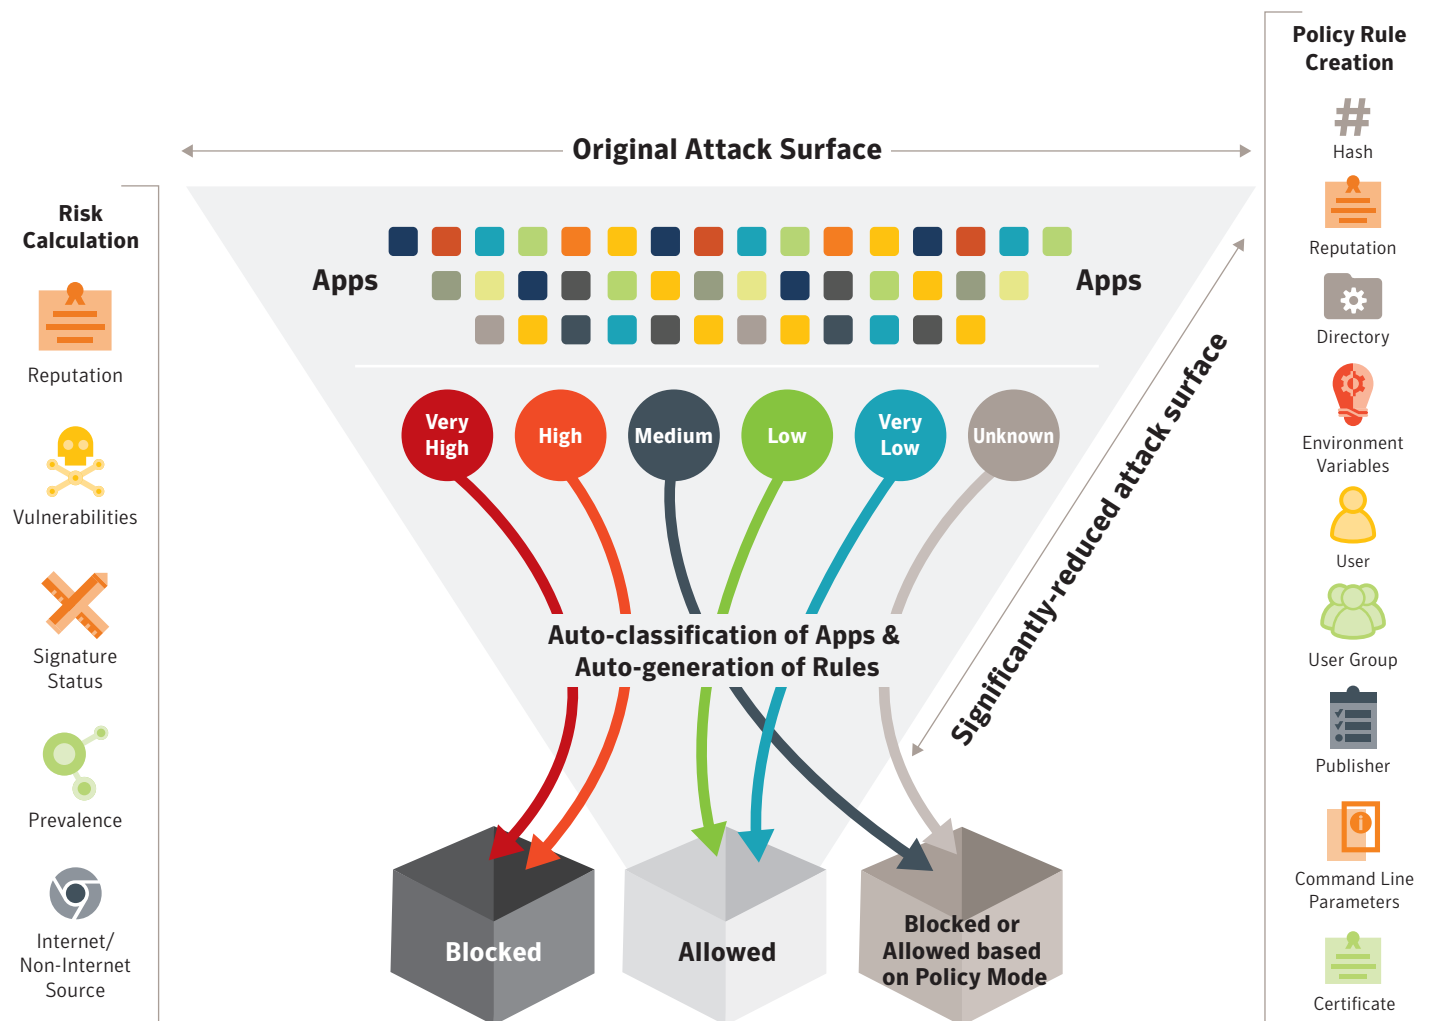 Original Attack Surface
Risk
Calculation
Reputation
Vulnerabilities
Signature
Status
Prevalence
Internet/
Non-Internet
Source
Apps
Apps
Very
High
High
Medium
Low
Very
Low
Unknown
Auto-classification of Apps &
Auto-generation of Rules
Significantly-reduced attack surface
Blocked
Allowed
Blocked or
Allowed based
on Policy Mode
Policy Rule
Creation
#
Hash
Reputation
Directory
Environment
Variables
User
User Group
Publisher
i
Command Line
Parameters
Certificate